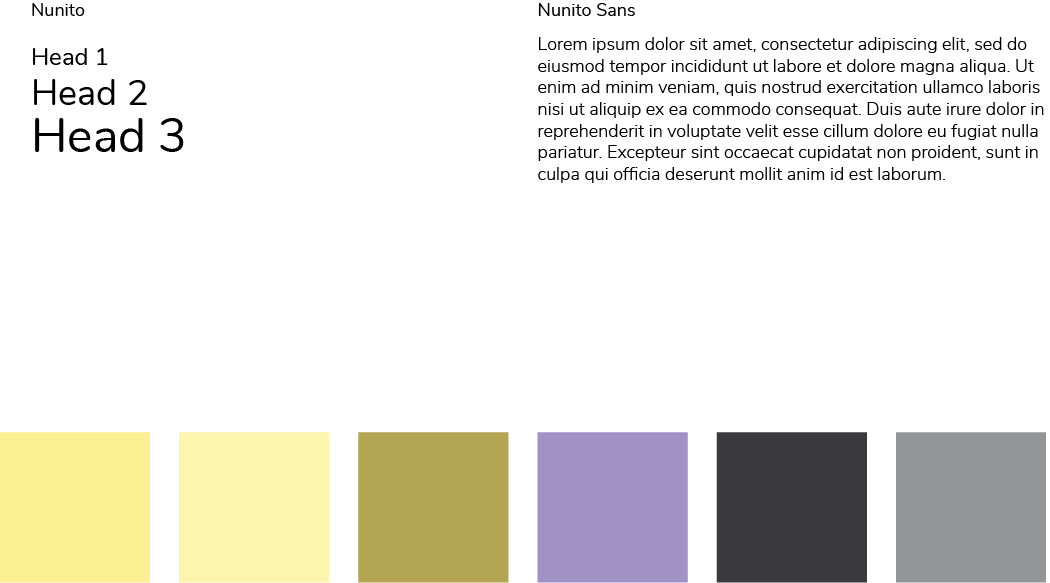 Nunito
Head 1
Head 2
Head 3
Nunito Sans
Lorem ipsum dolor sit amet, consectetur adipiscing elit, sed do
eiusmod tempor incididunt ut labore et dolore magna aliqua. Ut
enim ad minim veniam, quis nostrud exercitation ullamco laboris
nisi ut aliquip ex ea commodo consequat. Duis aute irure dolor in
reprehenderit in voluptate velit esse cillum dolore eu fugiat nulla
pariatur. Excepteur sint occaecat cupidatat non proident, sunt in
culpa qui officia deserunt mollit anim id est laborum.